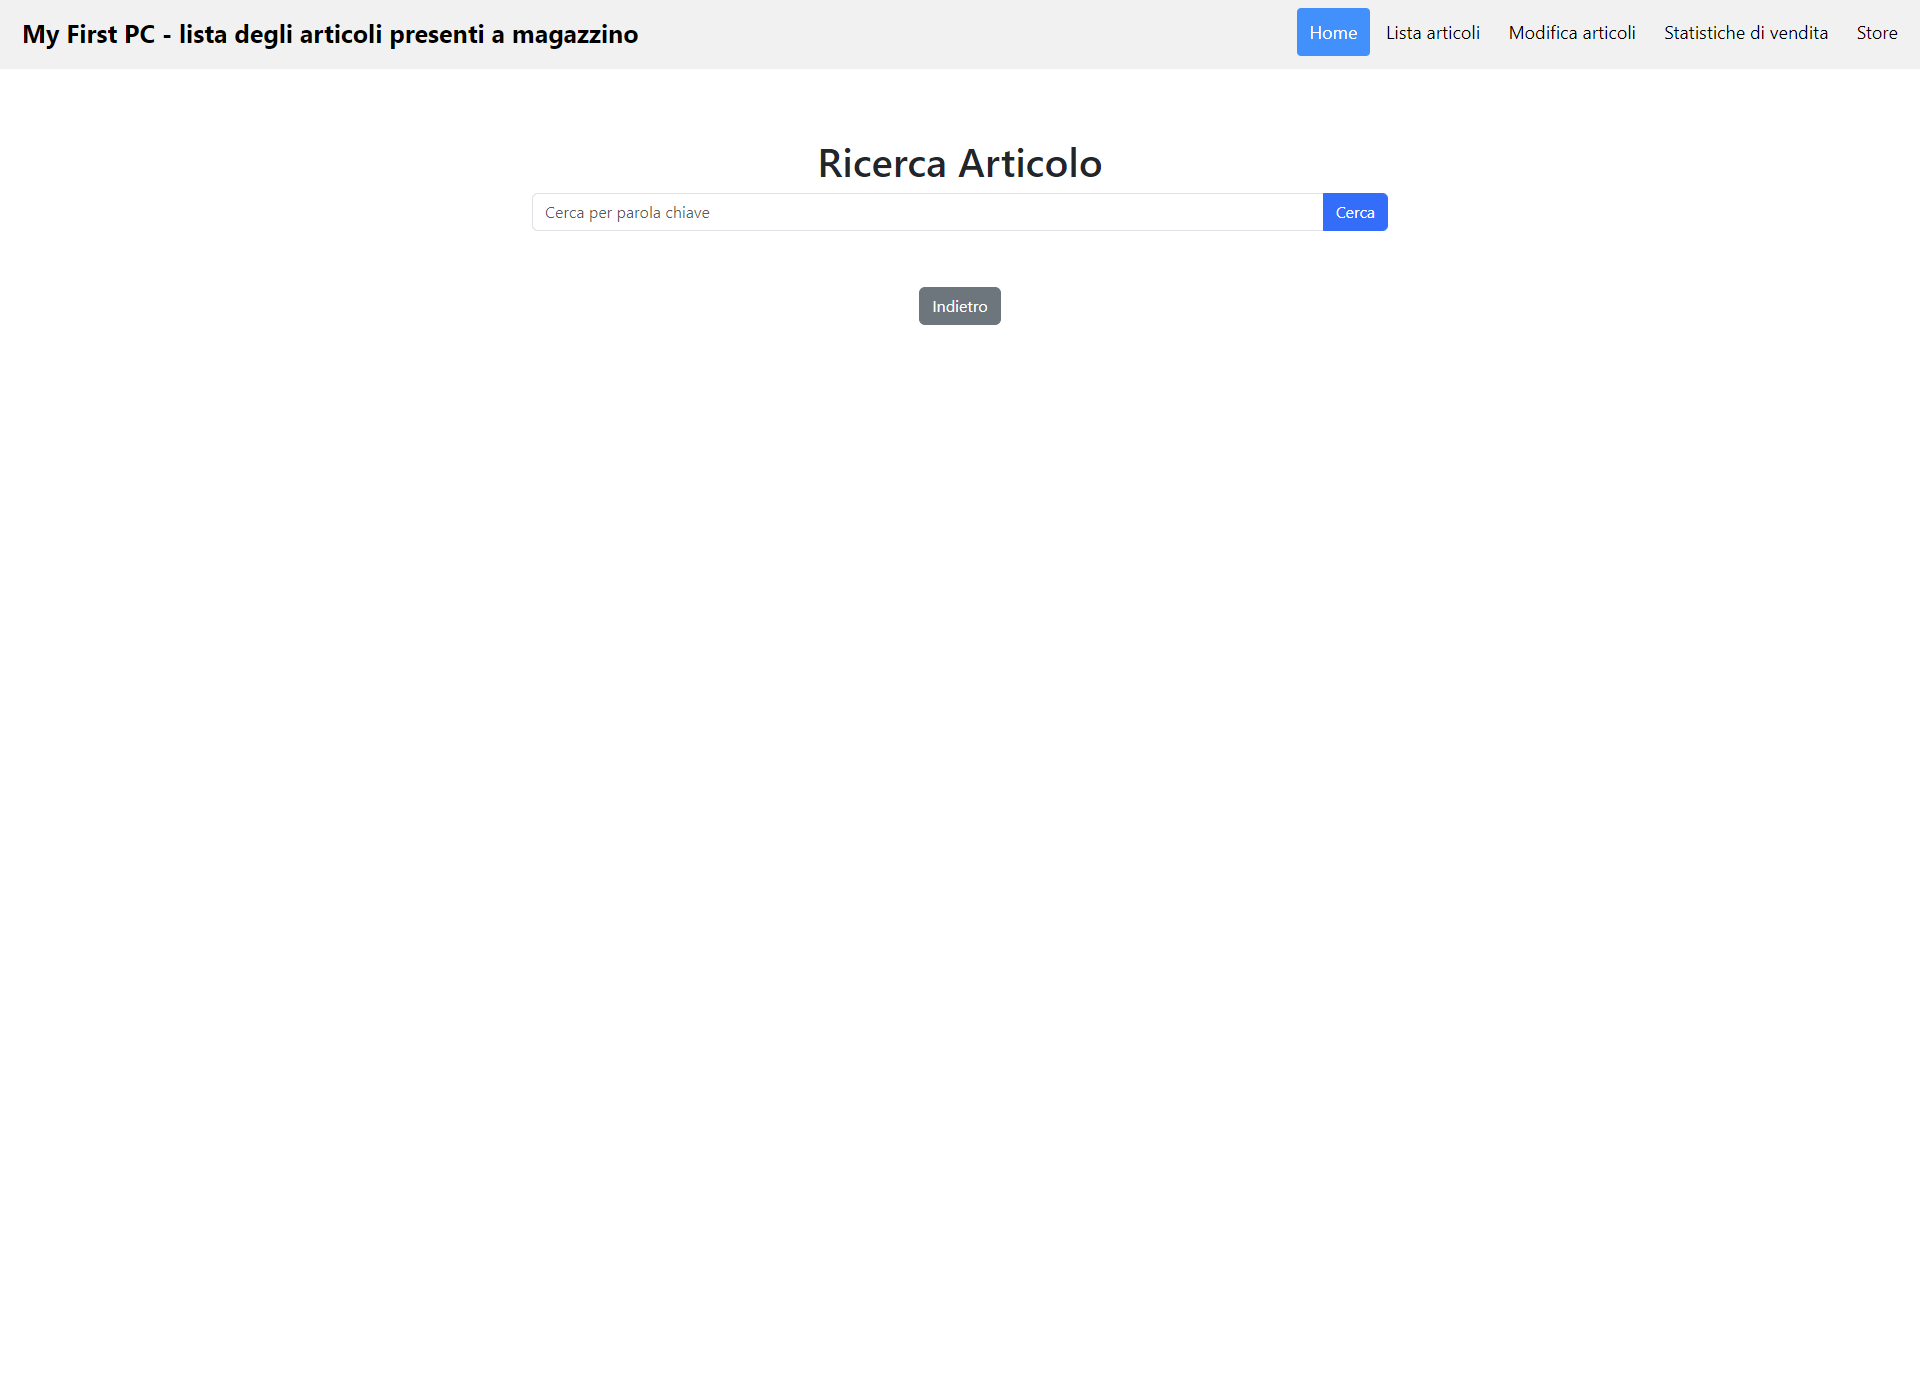 My First PC - lista degli articoli presenti a magazzino
Home Lista articoli Modifica articoli Statistiche di vendita Store
Ricerca Articolo
Cerca per parola chiave Cerca
Indietro